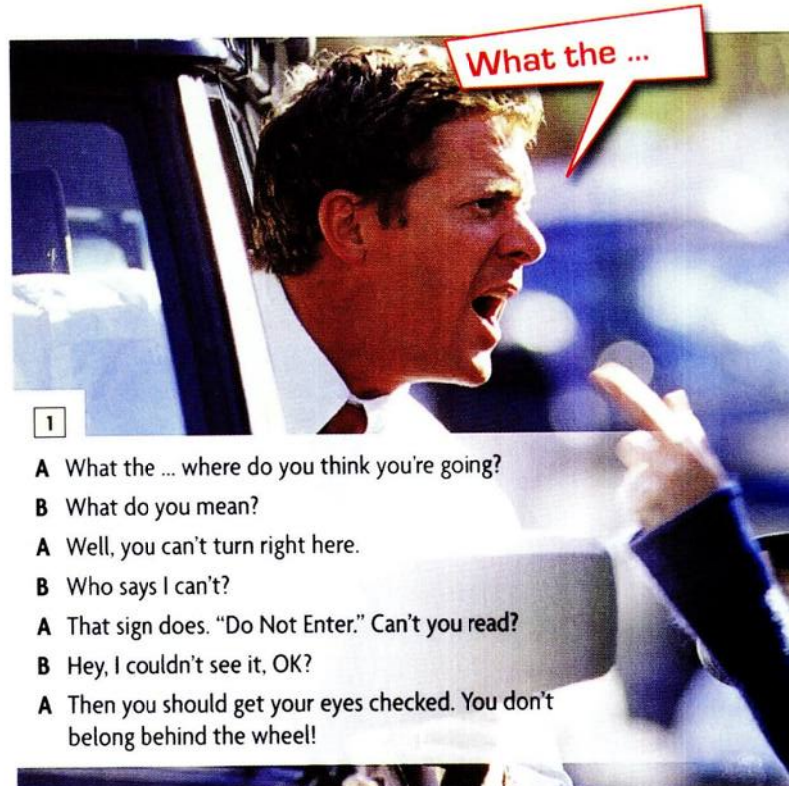 What the ...
1
A What the ... where do you think you're going?
B What do you mean?
A Well, you can't turn right here.
B Who says I can't?
A That sign does. “Do Not Enter.” Can't you read?
B Hey, I couldn't see it, OK?
A Then you should get your eyes checked. You don't
belong behind the wheel!